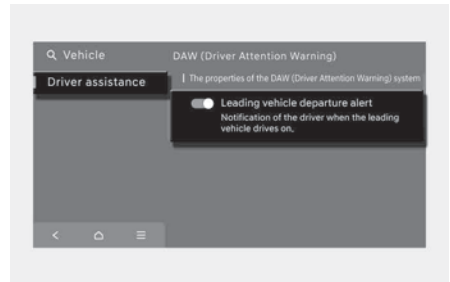 Vehicle
DAW (Driver Attention Warning)
Driver assistance
The properties of the DAW (Driver Attention Warning) system
Leading vehicle departure alert
Notification of the driver when the leading
vehicle drives on.